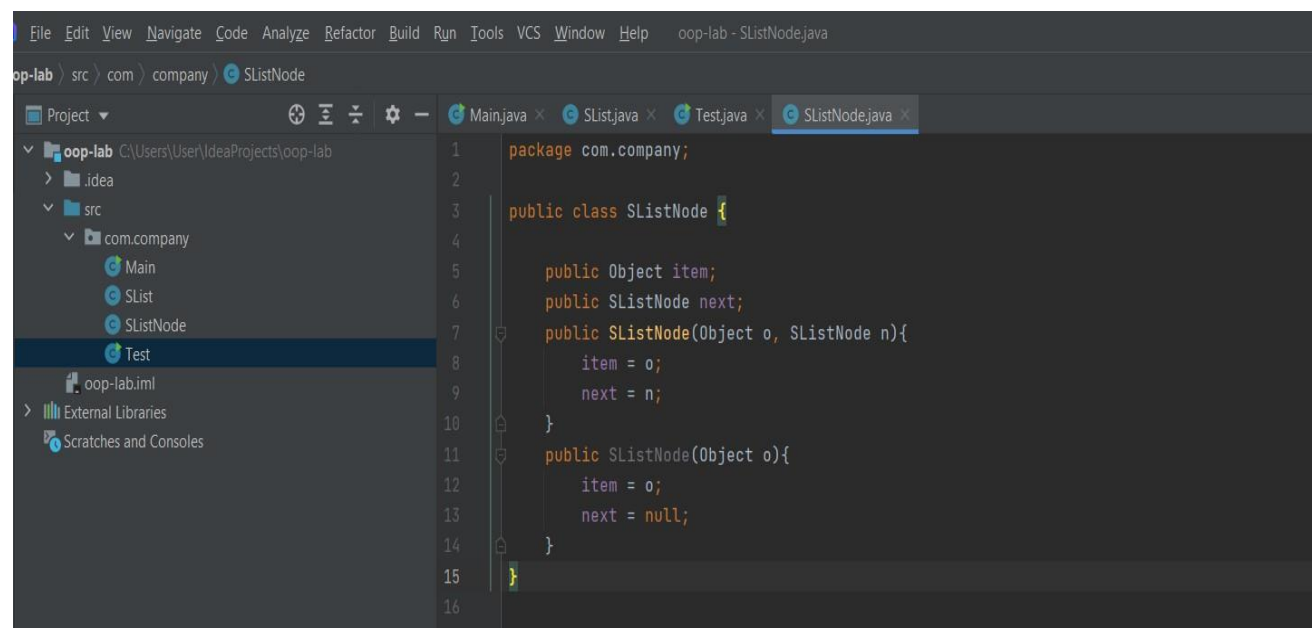 File Edit View Navigate Code Analyze Refactor Build Run Tools VCS Window Help oop-lab - SListNode.java
op-lab src com company SListNode
Project
Main.java SList.java Test.java SListNode.java
oop-lab C:\Users\User\IdeaProjects\oop-lab
.idea
src
com.company
Main
SList
SListNode
Test
oop-lab.iml
External Libraries
Scratches and Consoles
1 package com.company;
2
3 public class SListNode {
4
5 public Object item;
6 public SListNode next;
7 public SListNode(Object o, SListNode n){
8 item = o;
9 next = n;
10 }
11 public SListNode(Object o){
12 item = o;
13 next = null;
14 }
15 }
16